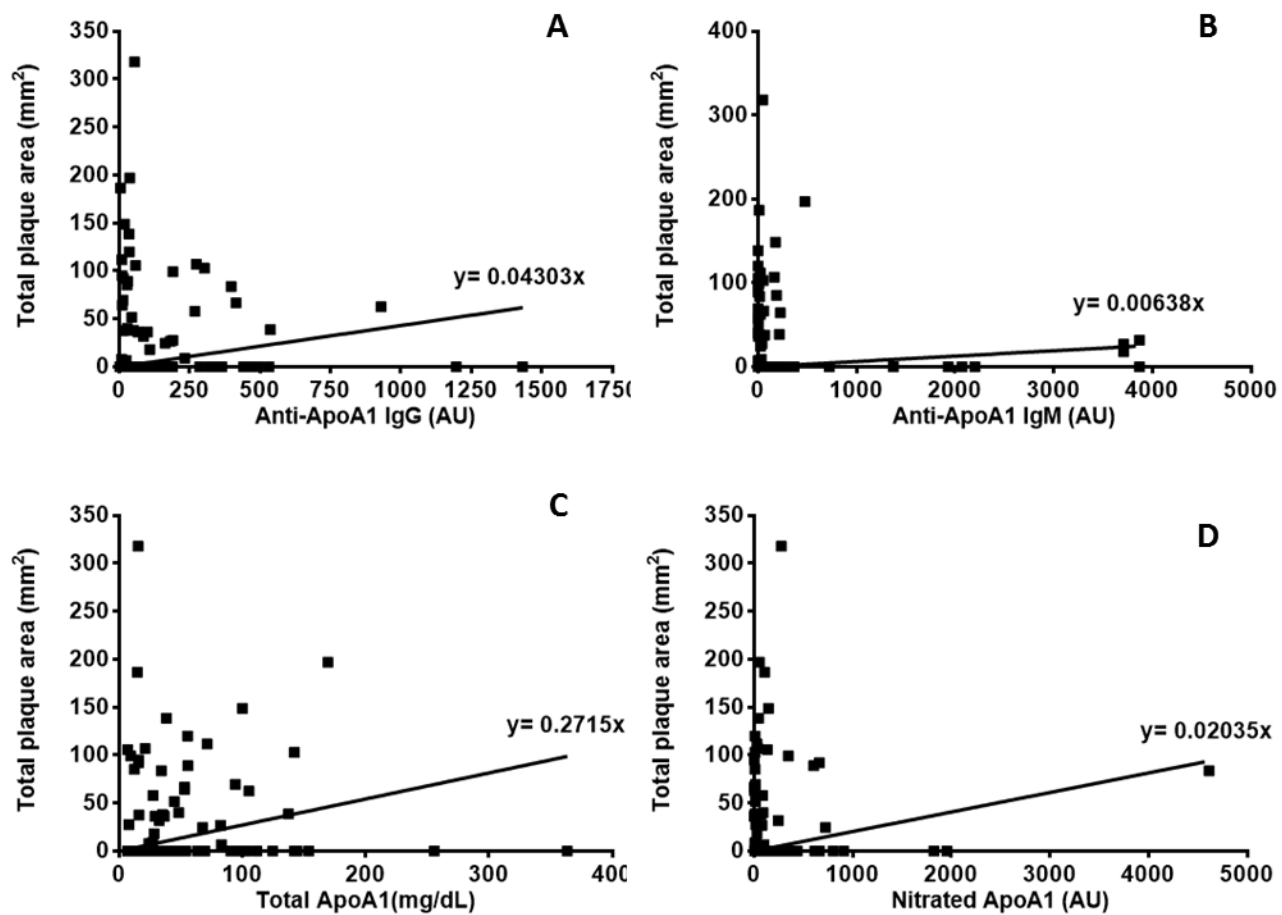 A
350
300
250
200
150
100
50
0
Total plaque area (mm²)
y= 0.04303x
0 250 500 750 1000 1250 1500 1750
Anti-ApoA1 IgG (AU)
B
400
300
200
100
0
Total plaque area (mm²)
y= 0.00638x
0 1000 2000 3000 4000 5000
Anti-ApoA1 IgM (AU)
C
350
300
250
200
150
100
50
0
Total plaque area (mm²)
y= 0.2715x
0 100 200 300 400
Total ApoA1(mg/dL)
D
350
300
250
200
150
100
50
0
Total plaque area (mm²)
y= 0.02035x
0 1000 2000 3000 4000 5000
Nitrated ApoA1 (AU)